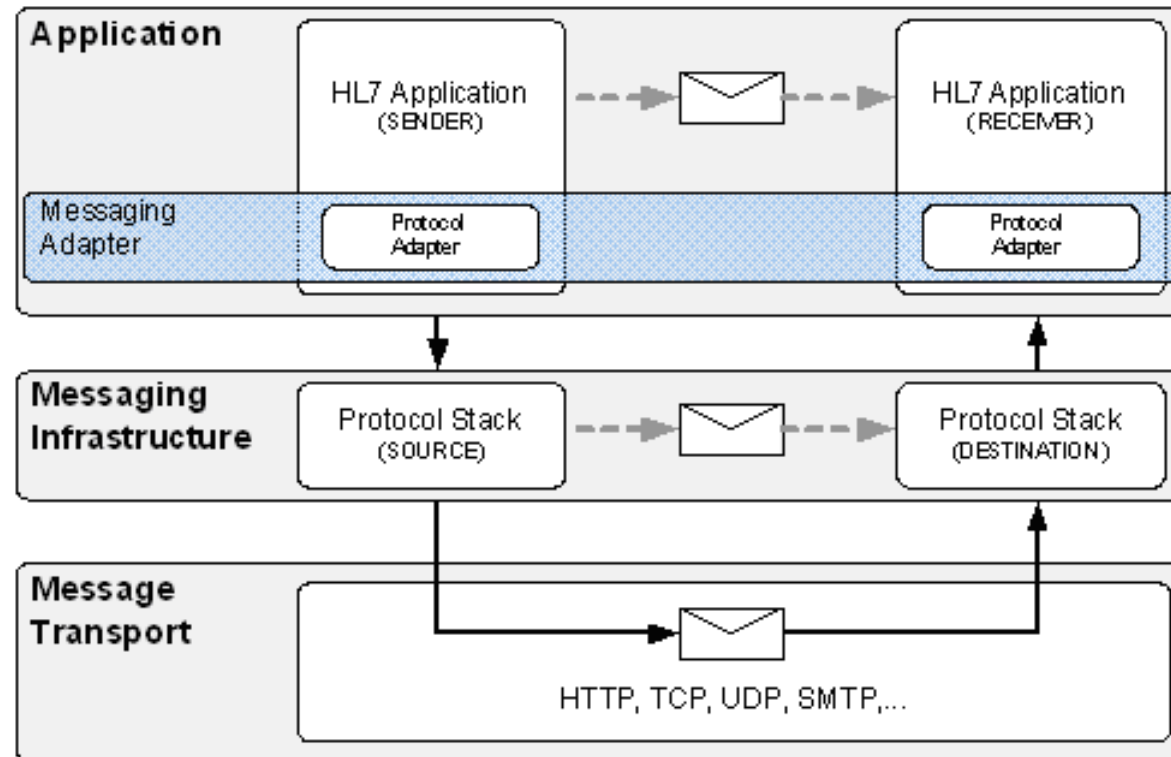 Application
HL7 Application
(SENDER)
HL7 Application
(RECEIVER)
Messaging
Adapter
Protocol
Adapter
Protocol
Adapter
Messaging
Infrastructure
Protocol Stack
(SOURCE)
Protocol Stack
(DESTINATION)
Message
Transport
HTTP, TCP, UDP, SMTP,...